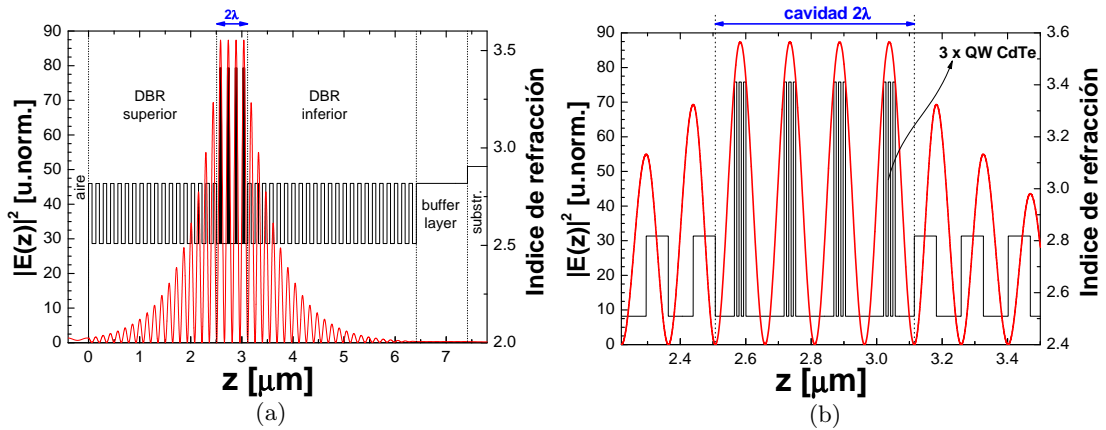 2λ
90
80
70
60
50
40
30
20
10
0
|E(z)|² [u.norm.]
DBR
superior
DBR
inferior
aire
buffer
layer
substr.
3.5
3.0
2.5
2.0
Indice de refracción
0 1 2 3 4 5 6 7
z [μm]
(a)
cavidad 2λ
90
80
70
60
50
40
30
20
10
0
|E(z)|² [u.norm.]
3 x QW CdTe
3.6
3.4
3.2
3.0
2.8
2.6
2.4
Indice de refracción
2.4 2.6 2.8 3.0 3.2 3.4
z [μm]
(b)